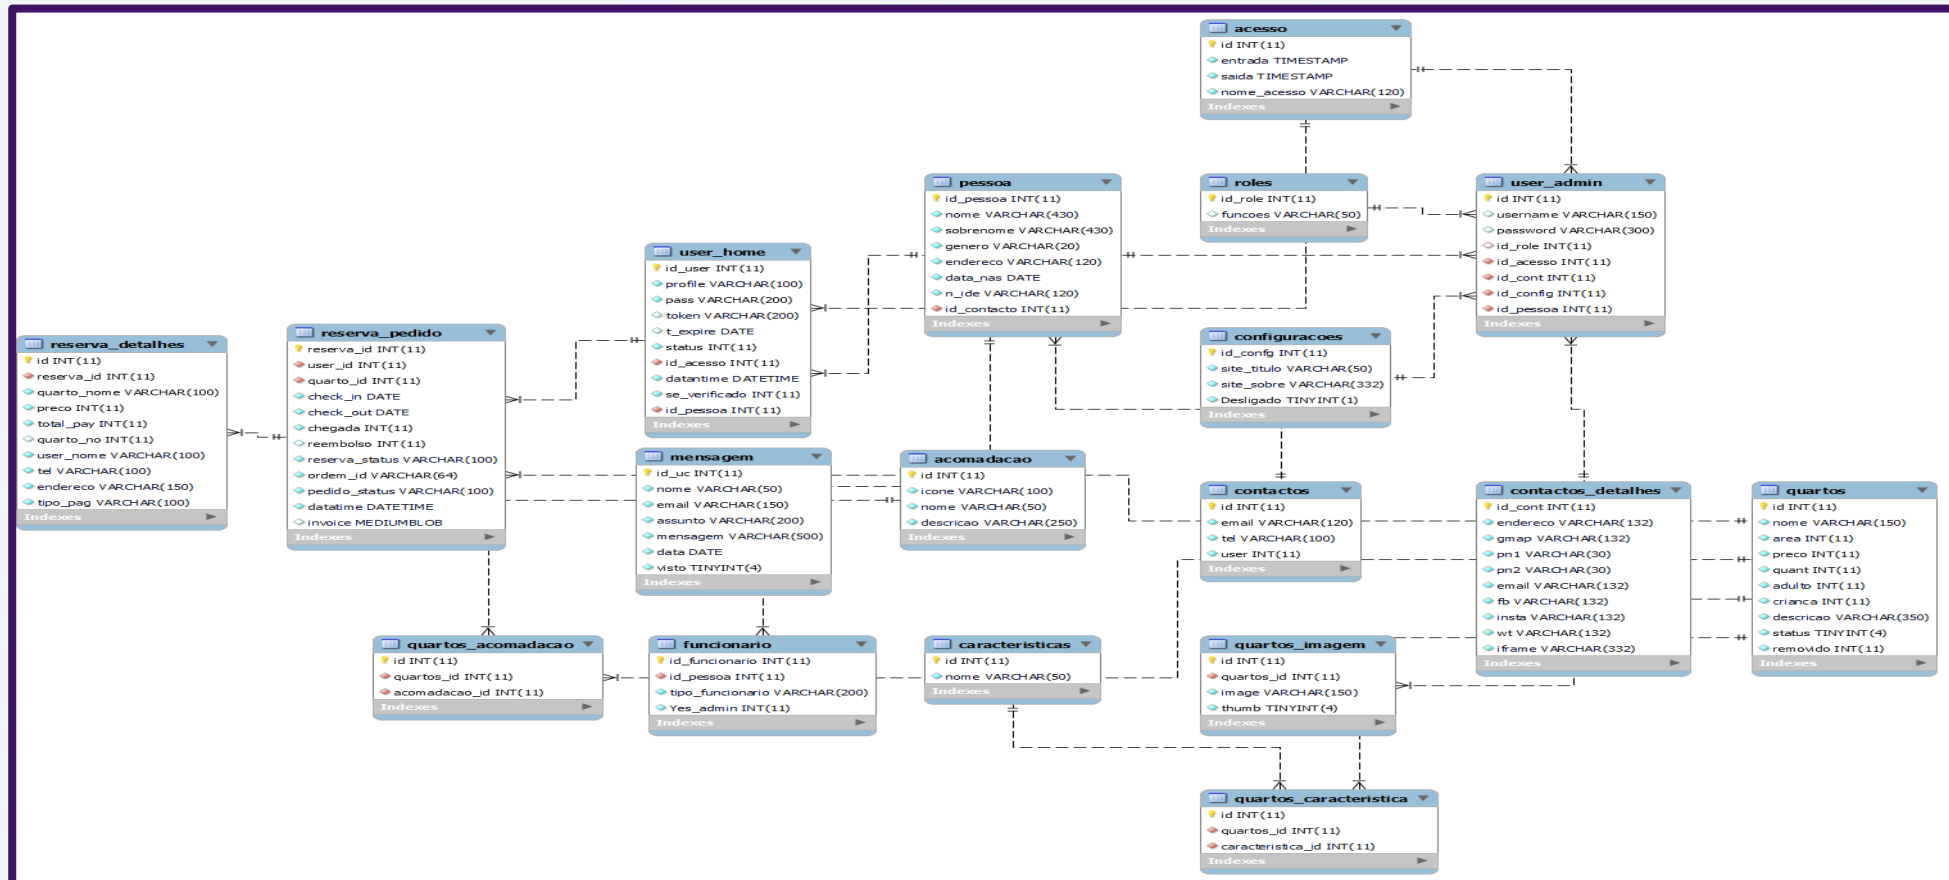 acesso
id INT(11)
entrada TIMESTAMP
saida TIMESTAMP
nome_acesso VARCHAR(120)
Indexes
pessoa
id_pessoa INT(11)
nome VARCHAR(430)
sobrenome VARCHAR(430)
genero VARCHAR(20)
endereco VARCHAR(120)
data_nas DATE
n_ide VARCHAR(120)
id_contacto INT(11)
Indexes
roles
id_role INT(11)
funcoes VARCHAR(50)
Indexes
user_admin
id INT(11)
username VARCHAR(150)
password VARCHAR(300)
id_role INT(11)
id_acesso INT(11)
id_cont INT(11)
id_config INT(11)
id_pessoa INT(11)
Indexes
user_home
id_user INT(11)
profile VARCHAR(100)
pass VARCHAR(200)
token VARCHAR(200)
t_expire DATE
status INT(11)
id_acesso INT(11)
datantime DATETIME
se_verificado INT(11)
id_pessoa INT(11)
Indexes
reserva_detalhes
id INT(11)
reserva_id INT(11)
quarto_nome VARCHAR(100)
preco INT(11)
total_pay INT(11)
quarto_no INT(11)
user_nome VARCHAR(100)
tel VARCHAR(100)
endereco VARCHAR(150)
tipo_pag VARCHAR(100)
Indexes
reserva_pedido
reserva_id INT(11)
user_id INT(11)
quarto_id INT(11)
check_in DATE
check_out DATE
chegada INT(11)
reembolso INT(11)
reserva_status VARCHAR(100)
ordem_id VARCHAR(64)
pedido_status VARCHAR(100)
datatime DATETIME
invoice MEDIUMBLOB
Indexes
configuracoes
id_confg INT(11)
site_titulo VARCHAR(50)
site_sobre VARCHAR(332)
Desligado TINYINT(1)
Indexes
mensagem
id_uc INT(11)
nome VARCHAR(50)
email VARCHAR(150)
assunto VARCHAR(200)
mensagem VARCHAR(500)
data DATE
visto TINYINT(4)
Indexes
acomadacao
id INT(11)
icone VARCHAR(100)
nome VARCHAR(50)
descricao VARCHAR(250)
Indexes
contactos
id INT(11)
email VARCHAR(120)
tel VARCHAR(100)
user INT(11)
Indexes
contactos_detalhes
id_cont INT(11)
endereco VARCHAR(132)
gmap VARCHAR(132)
pn1 VARCHAR(30)
pn2 VARCHAR(30)
email VARCHAR(132)
fb VARCHAR(132)
insta VARCHAR(132)
wt VARCHAR(132)
iframe VARCHAR(332)
Indexes
quartos
id INT(11)
nome VARCHAR(150)
area INT(11)
preco INT(11)
quant INT(11)
adulto INT(11)
crianca INT(11)
descricao VARCHAR(350)
status TINYINT(4)
removido INT(11)
Indexes
quartos_acomadacao
id INT(11)
quartos_id INT(11)
acomadacao_id INT(11)
Indexes
funcionario
id_funcionario INT(11)
id_pessoa INT(11)
tipo_funcionario VARCHAR(200)
Yes_admin INT(11)
Indexes
caracteristicas
id INT(11)
nome VARCHAR(50)
Indexes
quartos_imagem
id INT(11)
quartos_id INT(11)
image VARCHAR(150)
thumb TINYINT(4)
Indexes
quartos_caracteristica
id INT(11)
quartos_id INT(11)
caracteristica_id INT(11)
Indexes